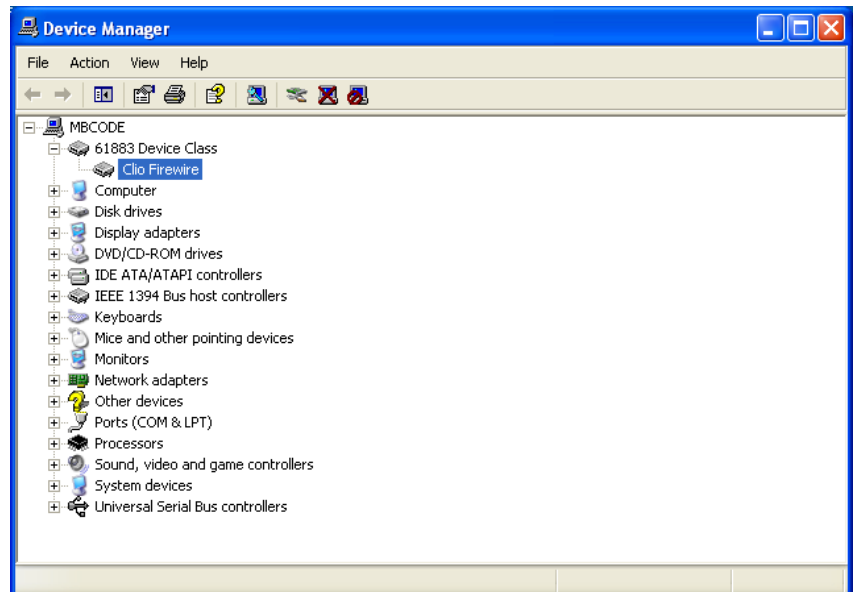 Device Manager
File Action View Help
MBCODE
61883 Device Class
Clio Firewire
Computer
Disk drives
Display adapters
DVD/CD-ROM drives
IDE ATA/ATAPI controllers
IEEE 1394 Bus host controllers
Keyboards
Mice and other pointing devices
Monitors
Network adapters
Other devices
Ports (COM & LPT)
Processors
Sound, video and game controllers
System devices
Universal Serial Bus controllers